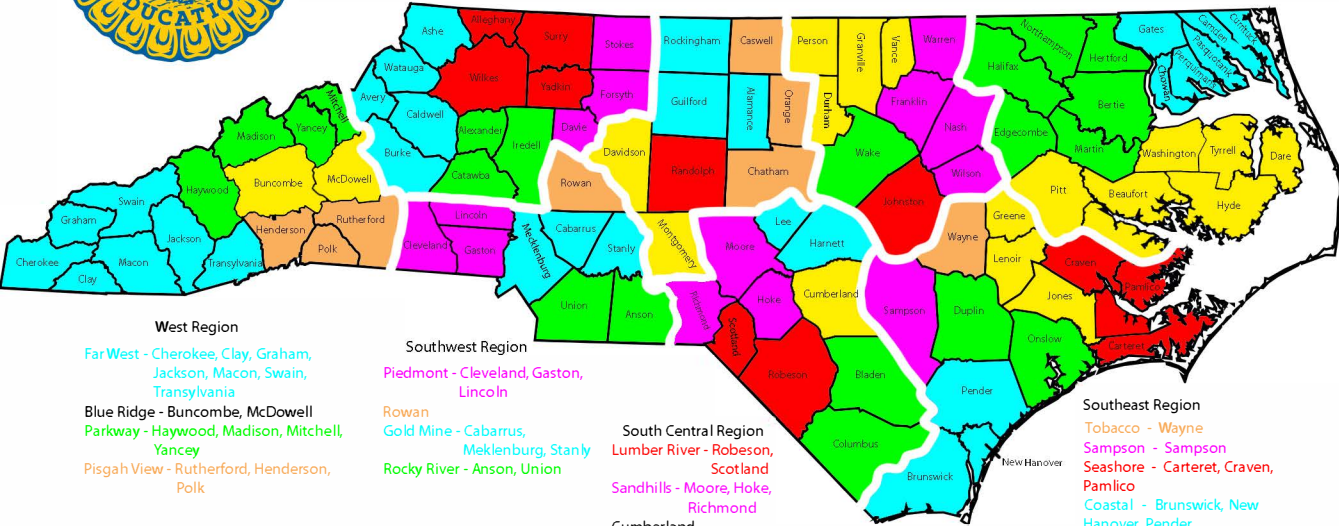 DUCATIO
Ashe
Alleghany
Surry
Stokes
Rockingham
Caswell
Person
Granville
Vance
Warren
Northampton
Gates
Camden
Currituck
Pasquotank
Perquimans
Chowan
Hertford
Halifax
Watauga
Wilkes
Yadkin
Forsyth
Guilford
Alamance
Orange
Durham
Franklin
Nash
Bertie
Mitchell
Avery
Caldwell
Alexander
Iredell
Davie
Davidson
Randolph
Chatham
Wake
Wilson
Edgecombe
Martin
Washington
Tyrrell
Dare
Madison
Yancey
Burke
Catawba
Rowan
Johnston
Pitt
Beaufort
Hyde
Haywood
Buncombe
McDowell
Swain
Graham
Jackson
Henderson
Rutherford
Polk
Cleveland
Lincoln
Gaston
Mecklenburg
Cabarrus
Stanly
Montgomery
Moore
Lee
Harnett
Wayne
Greene
Lenoir
Craven
Pamlico
Cherokee
Clay
Macon
Transylvania
Union
Anson
Richmond
Hoke
Scotland
Cumberland
Sampson
Duplin
Jones
Onslow
Carteret
Robeson
Bladen
Columbus
Pender
Brunswick
New Hanover
West Region
Far West - Cherokee, Clay, Graham,
Jackson, Macon, Swain,
Transylvania
Blue Ridge - Buncombe, McDowell
Parkway - Haywood, Madison, Mitchell,
Yancey
Pisgah View - Rutherford, Henderson,
Polk
Southwest Region
Piedmont - Cleveland, Gaston,
Lincoln
Rowan
Gold Mine - Cabarrus,
Meklenburg, Stanly
Rocky River - Anson, Union
South Central Region
Lumber River - Robeson,
Scotland
Sandhills - Moore, Hoke,
Richmond
Cumberland
Southeast Region
Tobacco - Wayne
Sampson - Sampson
Seashore - Carteret, Craven,
Pamlico
Coastal - Brunswick, New
Hanover, Pender